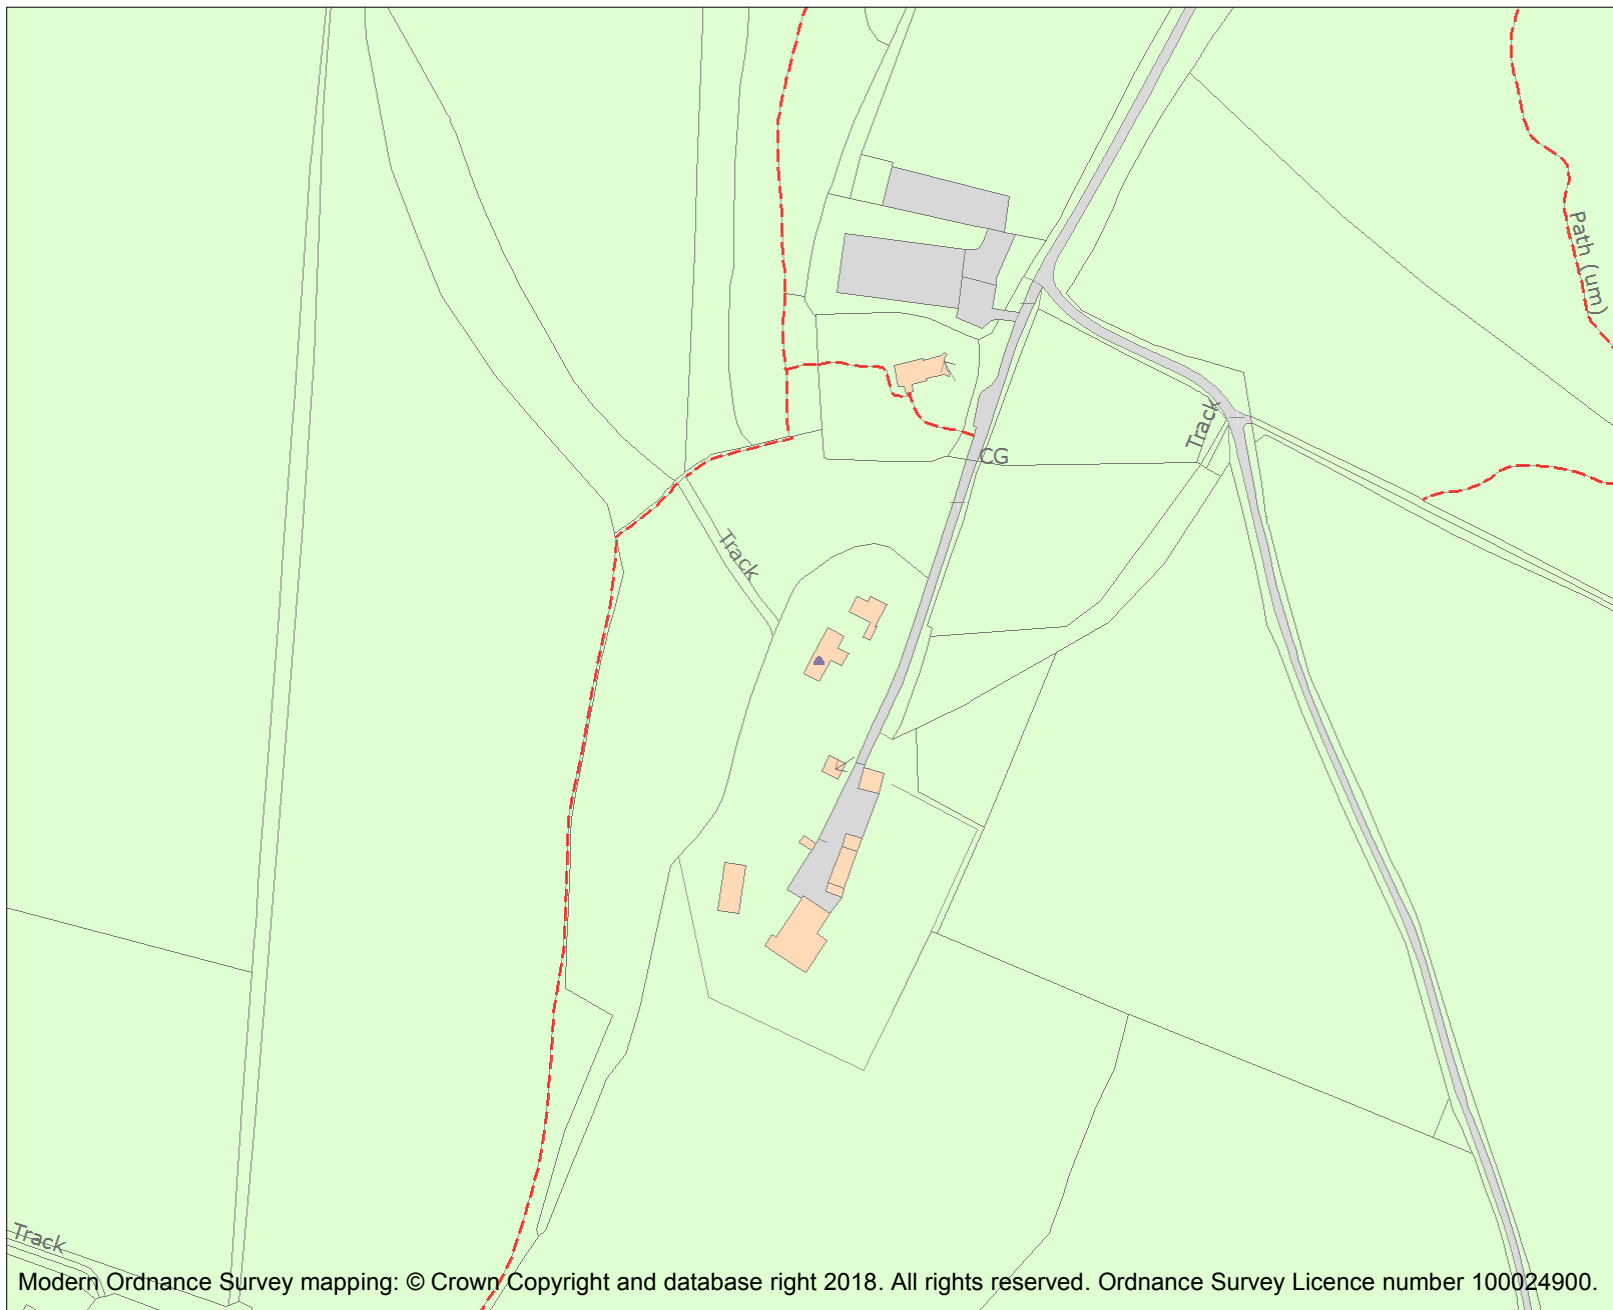 Path (um)
Track
CG
Track
Track
Modern Ordnance Survey mapping: © Crown Copyright and database right 2018. All rights reserved. Ordnance Survey Licence number 100024900.